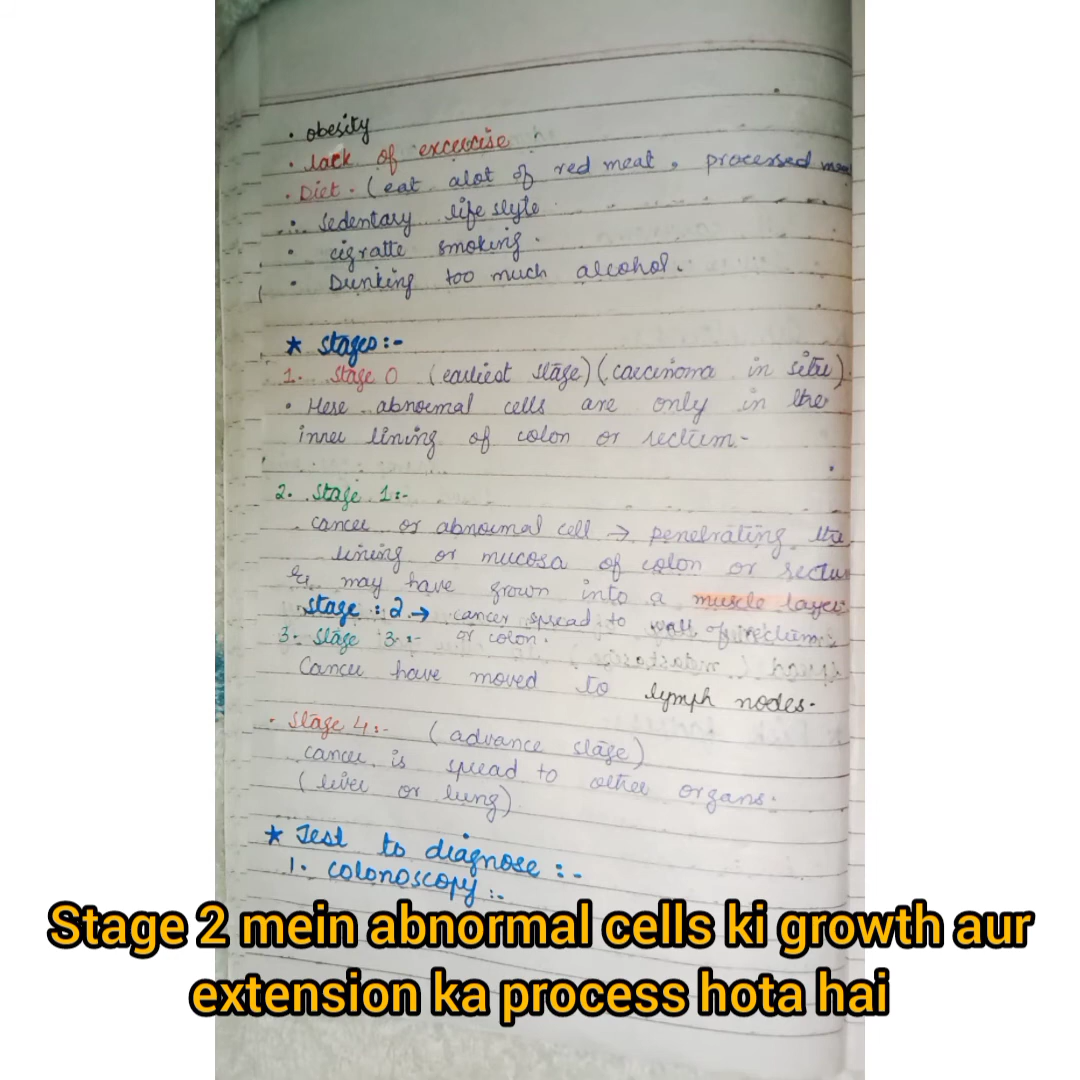 • obesity
• lack of excercise
• Diet. (eat alot of red meat, processed
• Sedentary life slyte
• cigratte smoking.
• Drinking too much alcohol.
* Stages:-
1. Stage 0 (earliest stage) (carcinoma in situ)
• Here abnormal cells are only in the
inner lining of colon or rectum-
2. Stage 1:-
. cancer or abnormal cell → penetrating the
lining or mucosa of colon or rectu
& may have grown into a muscle layer
Stage : 2 → cancer spread to wall of rectum
3. Stage 3:- or colon.
Cancer have moved to lymph nodes.
• Stage 4:- (advance stage)
cancer is spread to other organs.
(liver or lung)
* Test to diagnose :-
1. colonoscopy :-
Stage 2 mein abnormal cells ki growth aur
extension ka process hota hai